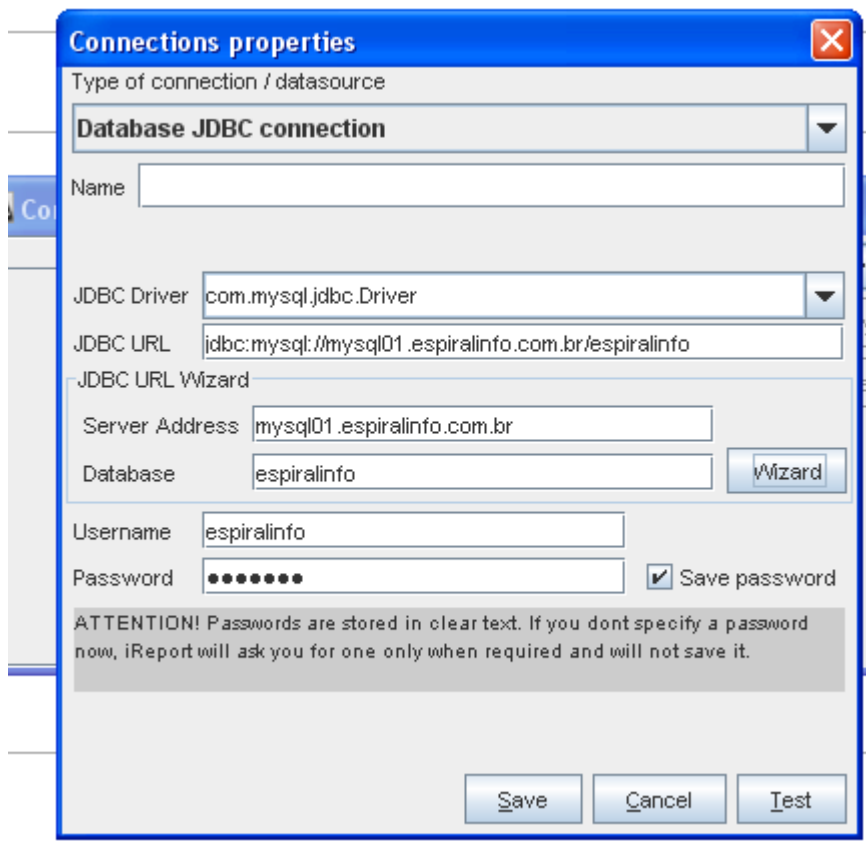 Connections properties
Type of connection / datasource
Database JDBC connection
Name
Co
JDBC Driver com.mysql.jdbc.Driver
JDBC URL jdbc:mysql://mysql01.espiralinfo.com.br/espiralinfo
JDBC URL Wizard
Server Address mysql01.espiralinfo.com.br
Database espiralinfo Wizard
Username espiralinfo
Password ●●●●●●● Save password
ATTENTION! Passwords are stored in clear text. If you dont specify a password
now, iReport will ask you for one only when required and will not save it.
Save Cancel Test